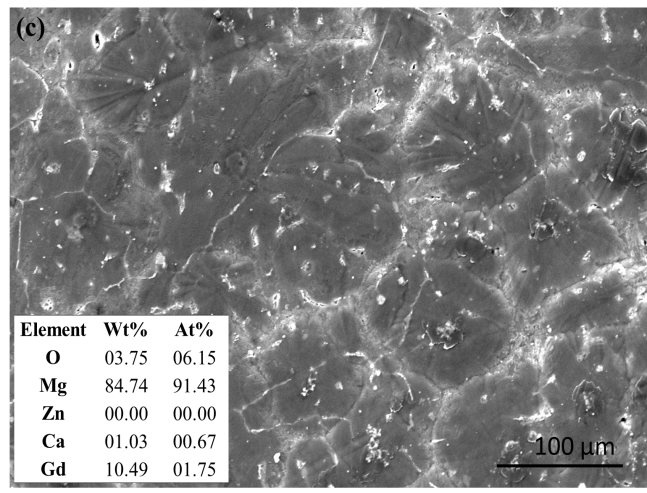 (c)
Element Wt% At%
O 03.75 06.15
Mg 84.74 91.43
Zn 00.00 00.00
Ca 01.03 00.67
Gd 10.49 01.75
100 µm